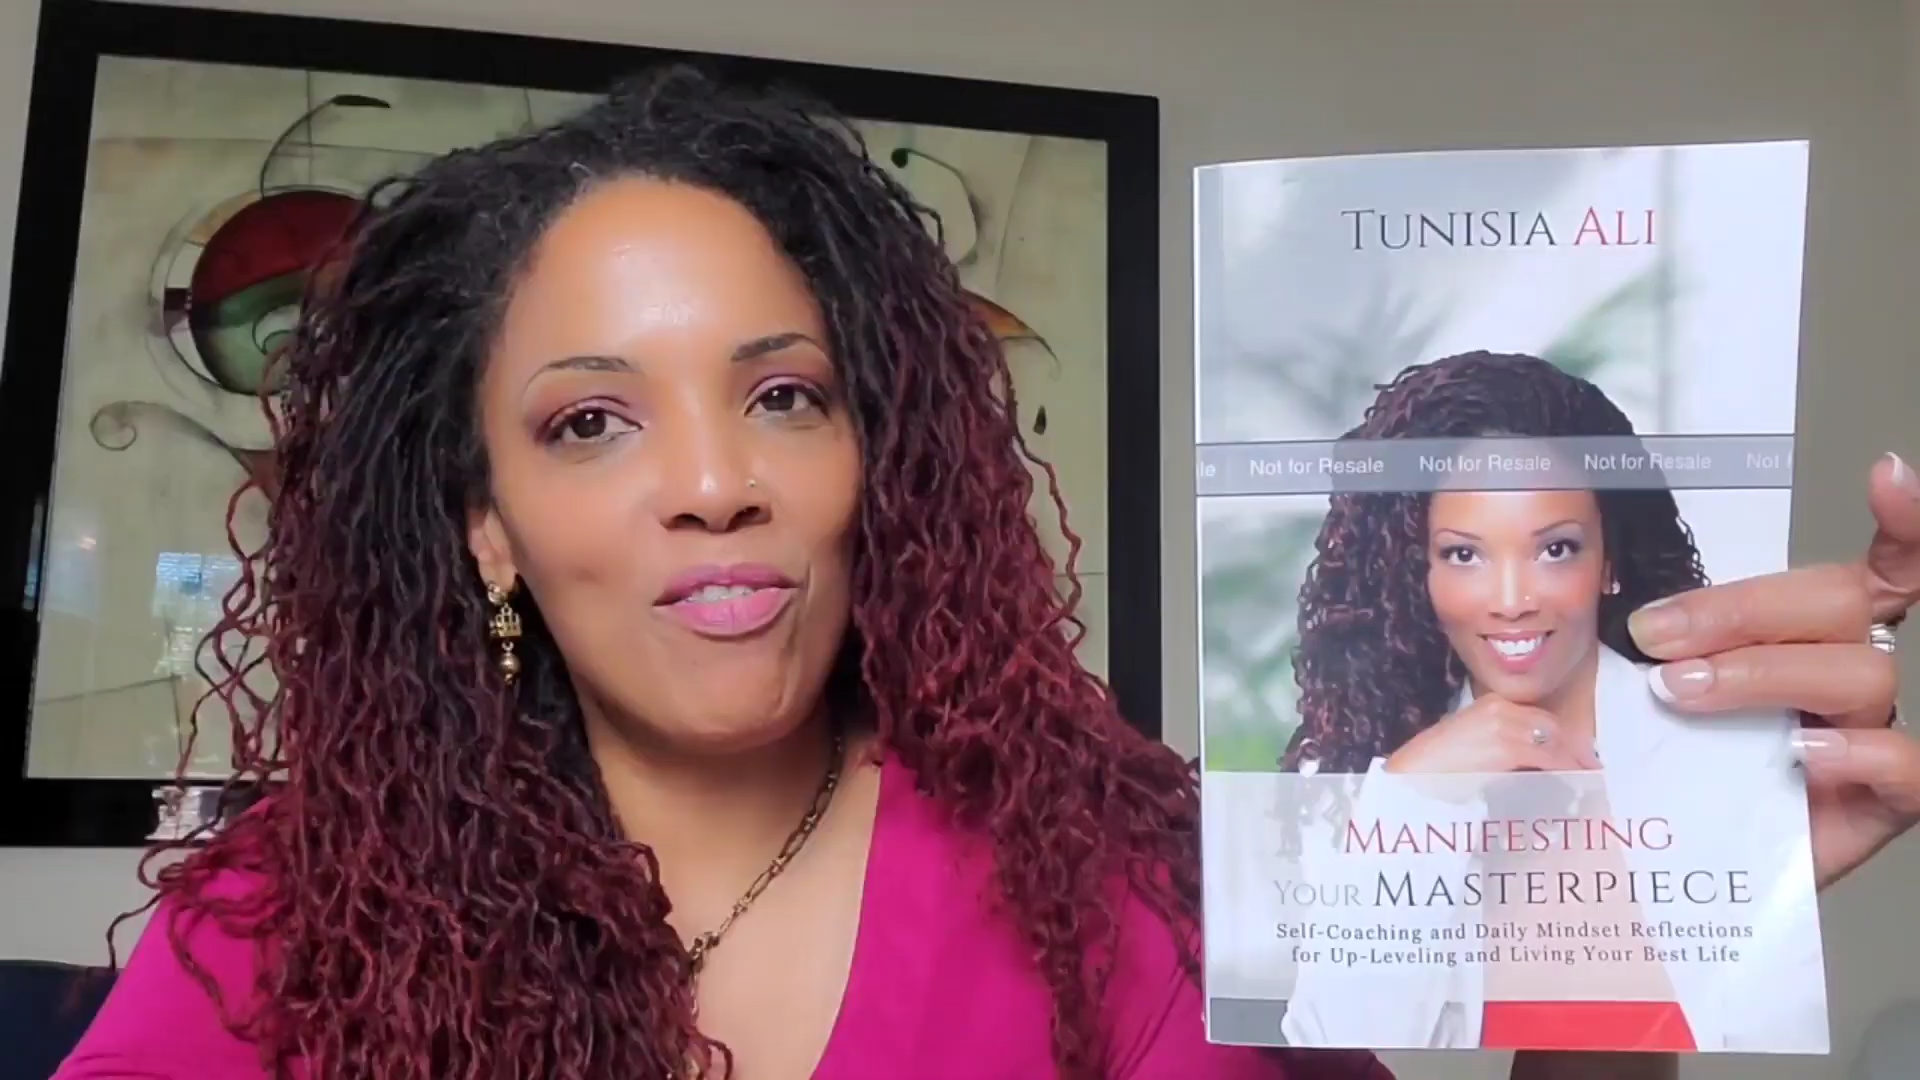 TUNISIA ALI
Not for Resale Not for Resale Not for Resale Not
MANIFESTING
YOUR MASTERPIECE
Self-Coaching and Daily Mindset Reflections
for Up-Leveling and Living Your Best Life